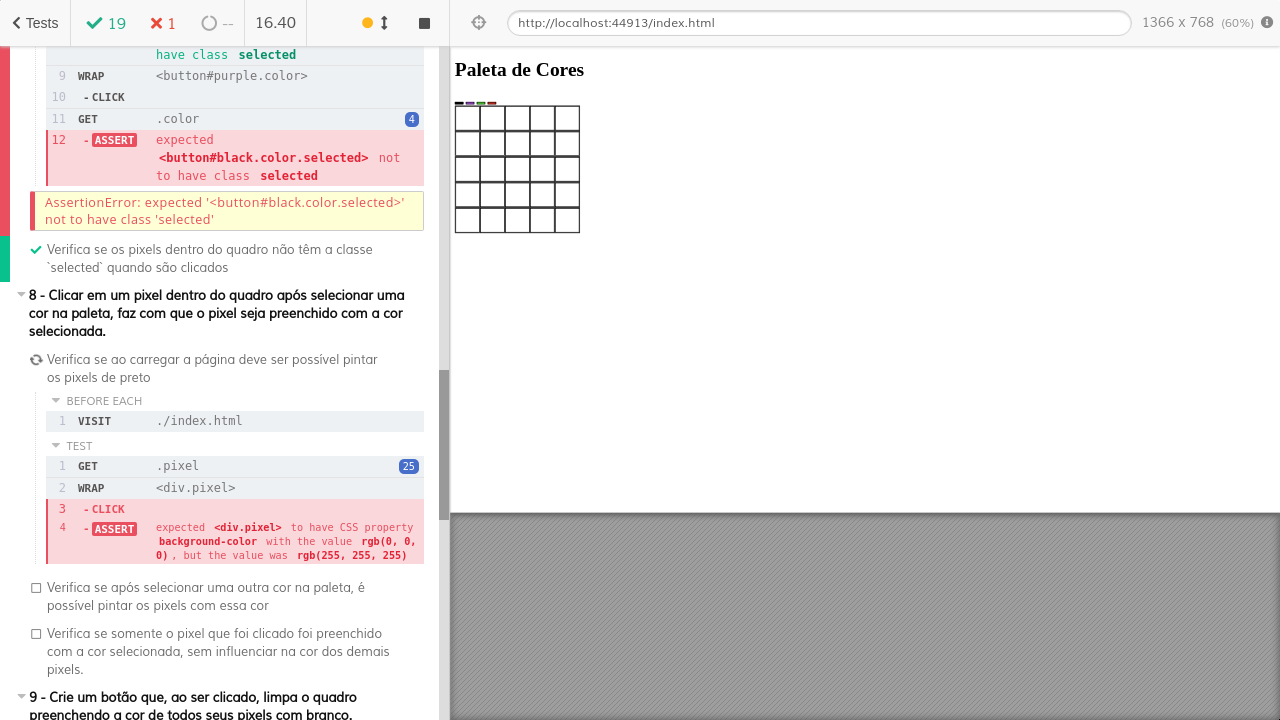 Tests
19
1
--
16.40
http://localhost:44913/index.html
1366 x 768 (60%)
have class selected
9 WRAP <button#purple.color>
10 -CLICK
11 GET .color 4
12 -ASSERT expected
<button#black.color.selected> not
to have class selected
AssertionError: expected '<button#black.color.selected>'
not to have class 'selected'
Verifica se os pixels dentro do quadro não têm a classe
`selected` quando são clicados
8 - Clicar em um pixel dentro do quadro após selecionar uma
cor na paleta, faz com que o pixel seja preenchido com a cor
selecionada.
Verifica se ao carregar a página deve ser possível pintar
os pixels de preto
BEFORE EACH
1 VISIT ./index.html
TEST
1 GET .pixel 25
2 WRAP <div.pixel>
3 -CLICK
4 -ASSERT expected <div.pixel> to have CSS property
background-color with the value rgb(0, 0,
0), but the value was rgb(255, 255, 255)
Verifica se após selecionar uma outra cor na paleta, é
possível pintar os pixels com essa cor
Verifica se somente o pixel que foi clicado foi preenchido
com a cor selecionada, sem influenciar na cor dos demais
pixels.
9 - Crie um botão que, ao ser clicado, limpa o quadro
preenchendo a cor de todos seus pixels com branco.
Paleta de Cores